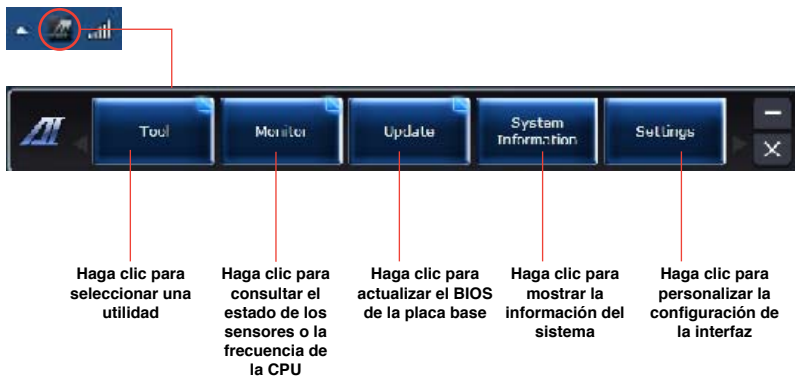 Tool
Monitor
Update
System
Information
Settings
Haga clic para
seleccionar una
utilidad
Haga clic para
consultar el
estado de los
sensores o la
frecuencia de
la CPU
Haga clic para
actualizar el BIOS
de la placa base
Haga clic para
mostrar la
información del
sistema
Haga clic para
personalizar la
configuración de
la interfaz